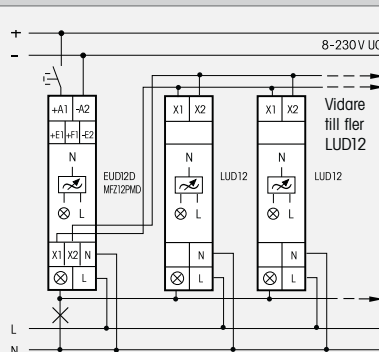 +
-
8-230 V UC
+A1 -A2
+E1 +F1 -E2
N
L
X1 X2 N
L
EUD12D
MFZ12PMD
X1 X2
N
L
N
L
LUD12
X1 X2
N
L
N
L
LUD12
Vidare
till fler
LUD12
L
N